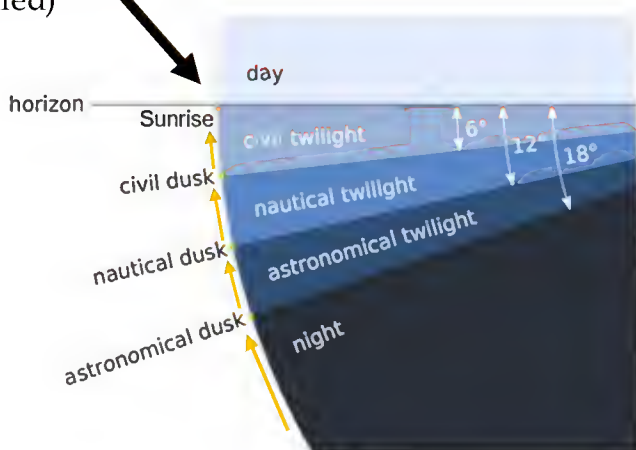 ied)
day
horizon
Sunrise
civil twilight
6°
12°
18°
civil dusk
nautical twilight
nautical dusk
astronomical twilight
astronomical dusk
night